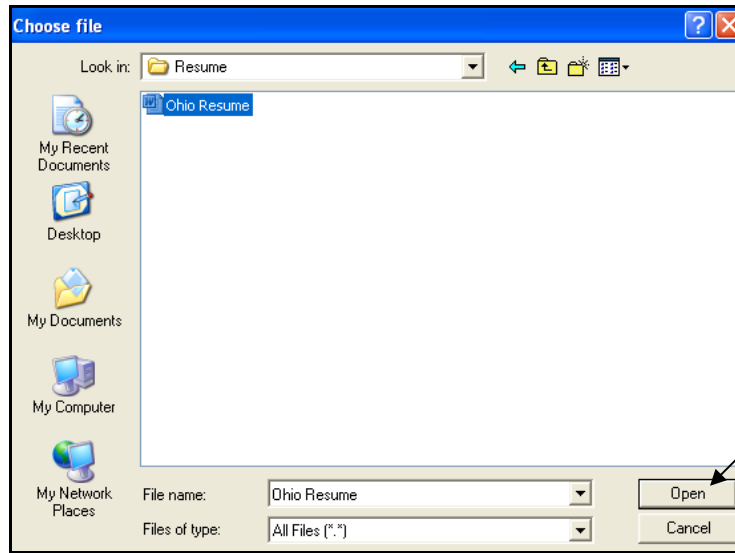 Choose file
Look in:
Resume
Ohio Resume
My Recent
Documents
Desktop
My Documents
My Computer
My Network
Places
File name:
Ohio Resume
Open
Files of type:
All Files (*.*)
Cancel